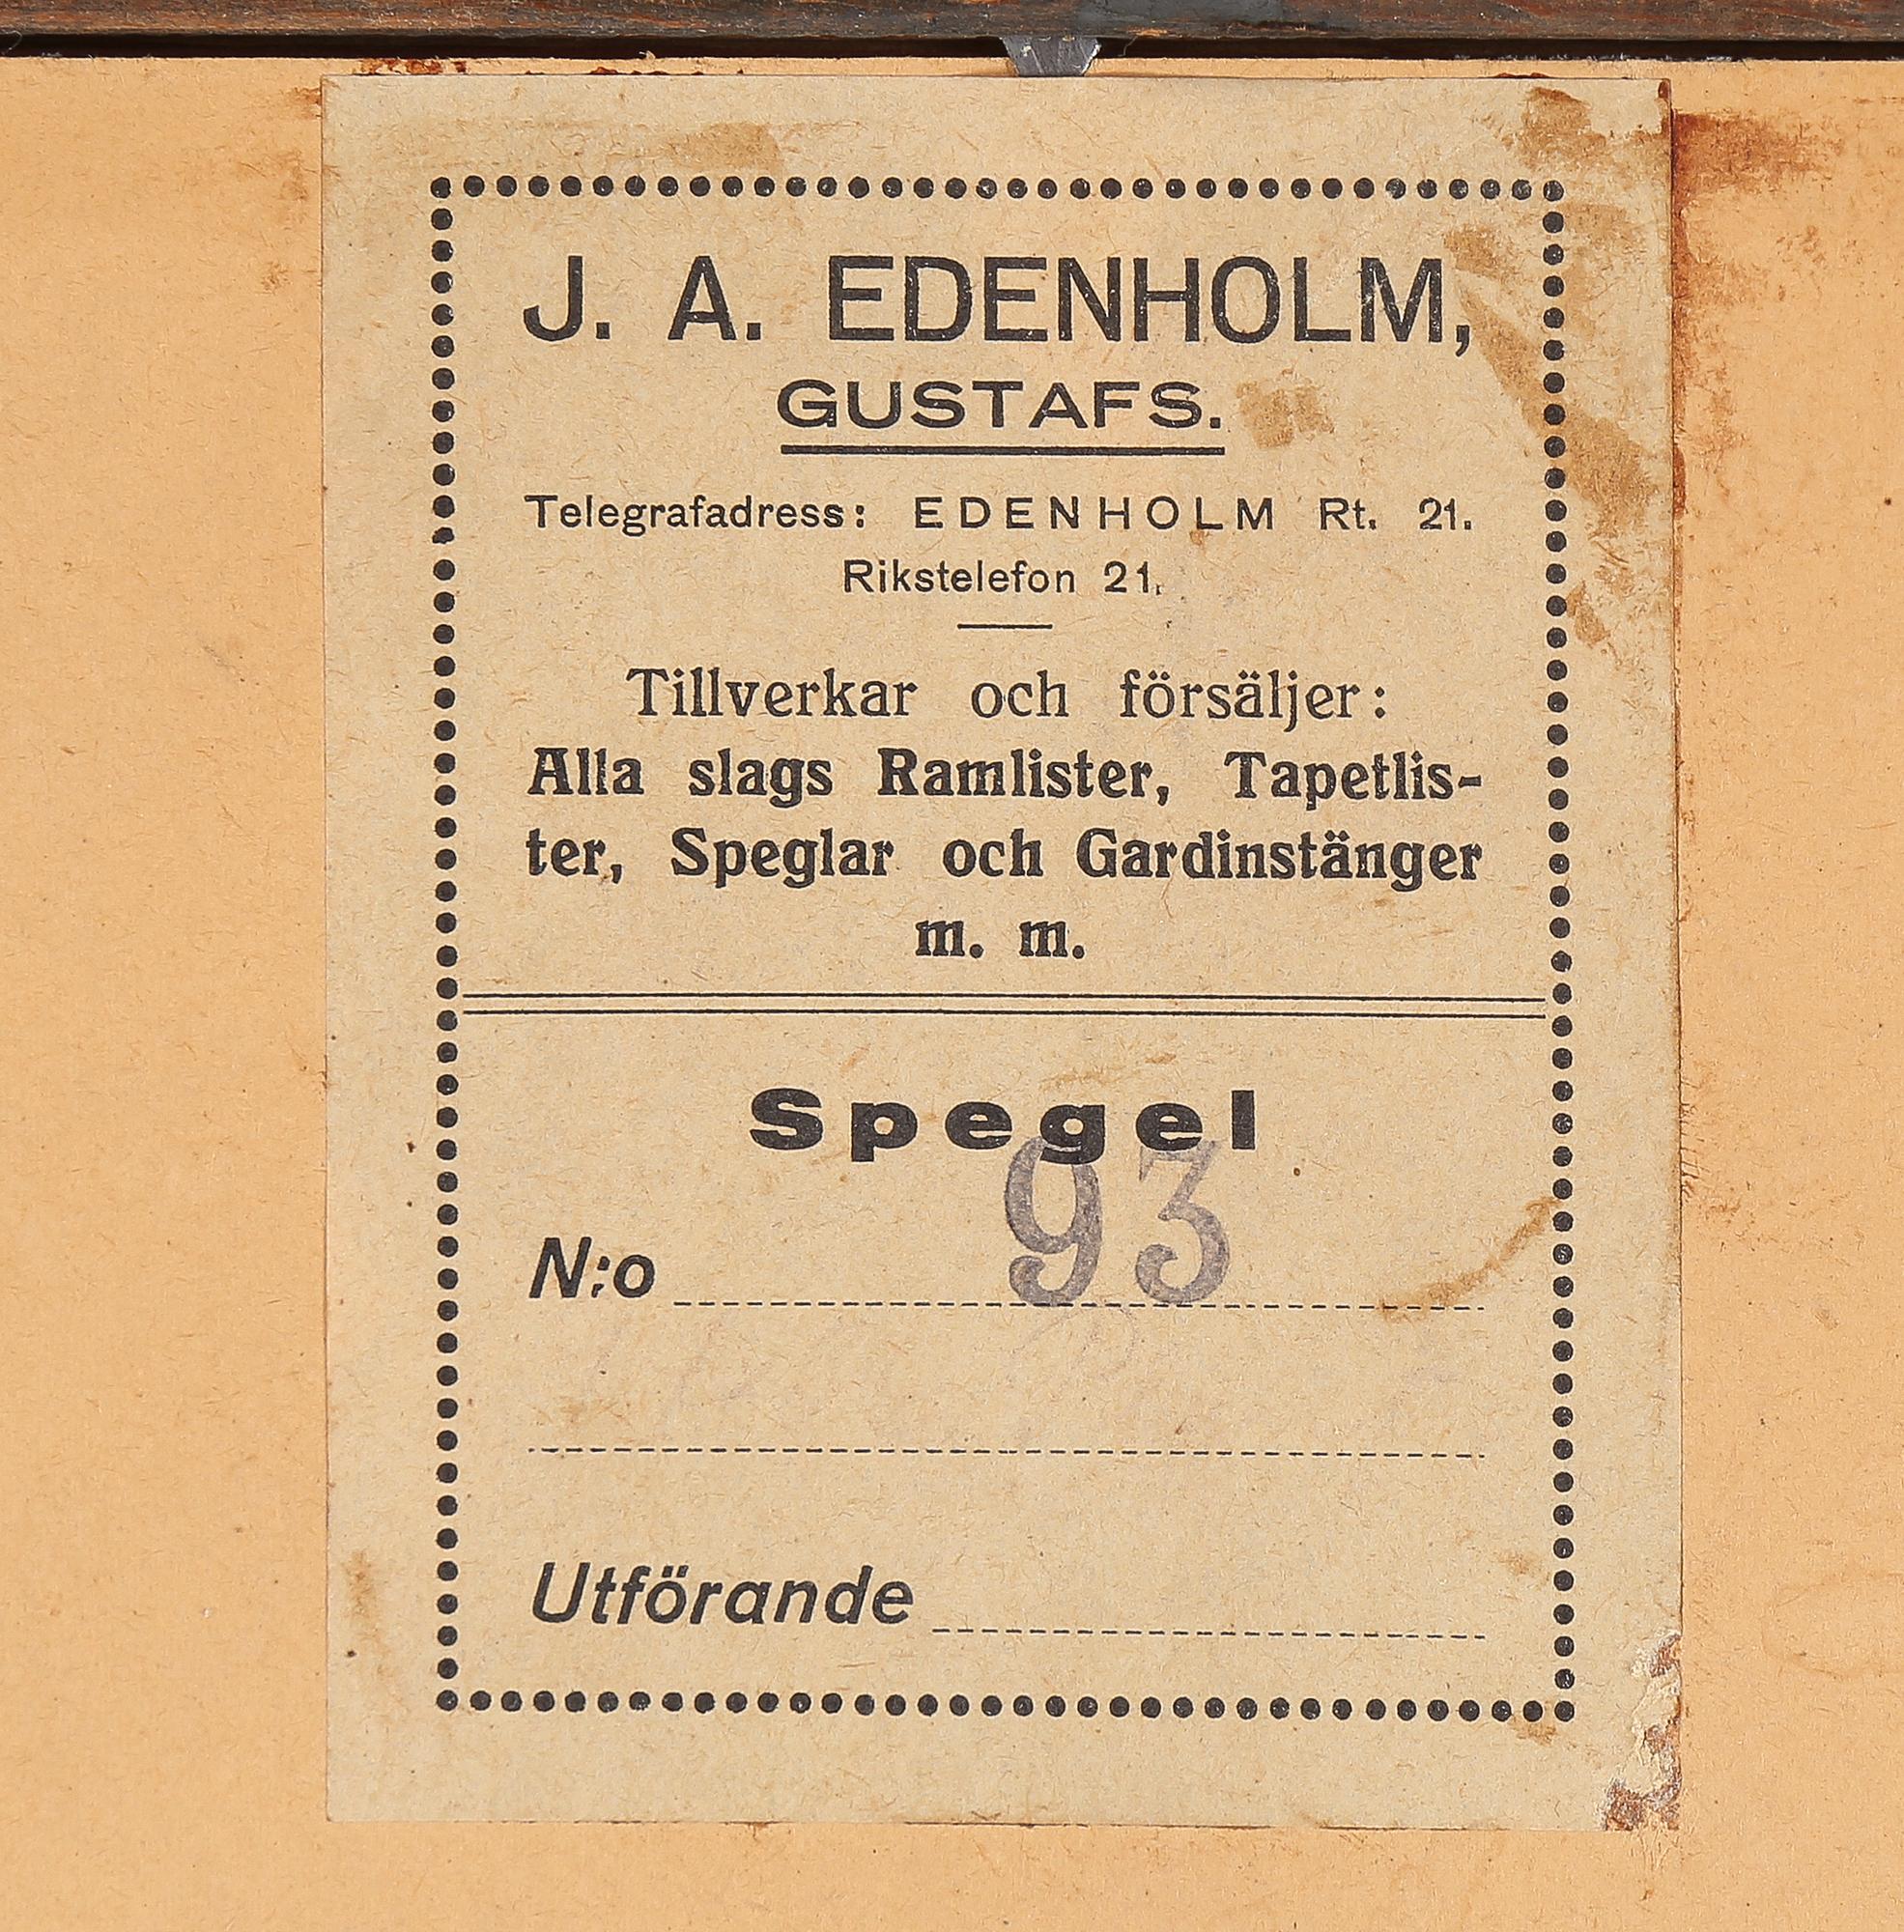 J. A. EDENHOLM,
GUSTAFS.
Telegrafadress: EDENHOLM Rt. 21.
Rikstelefon 21.
Tillverkar och försäljer:
Alla slags Ramlister, Tapetlis-
ter, Speglar och Gardinstänger
m. m.
Spegel
N:o 93
Utförande